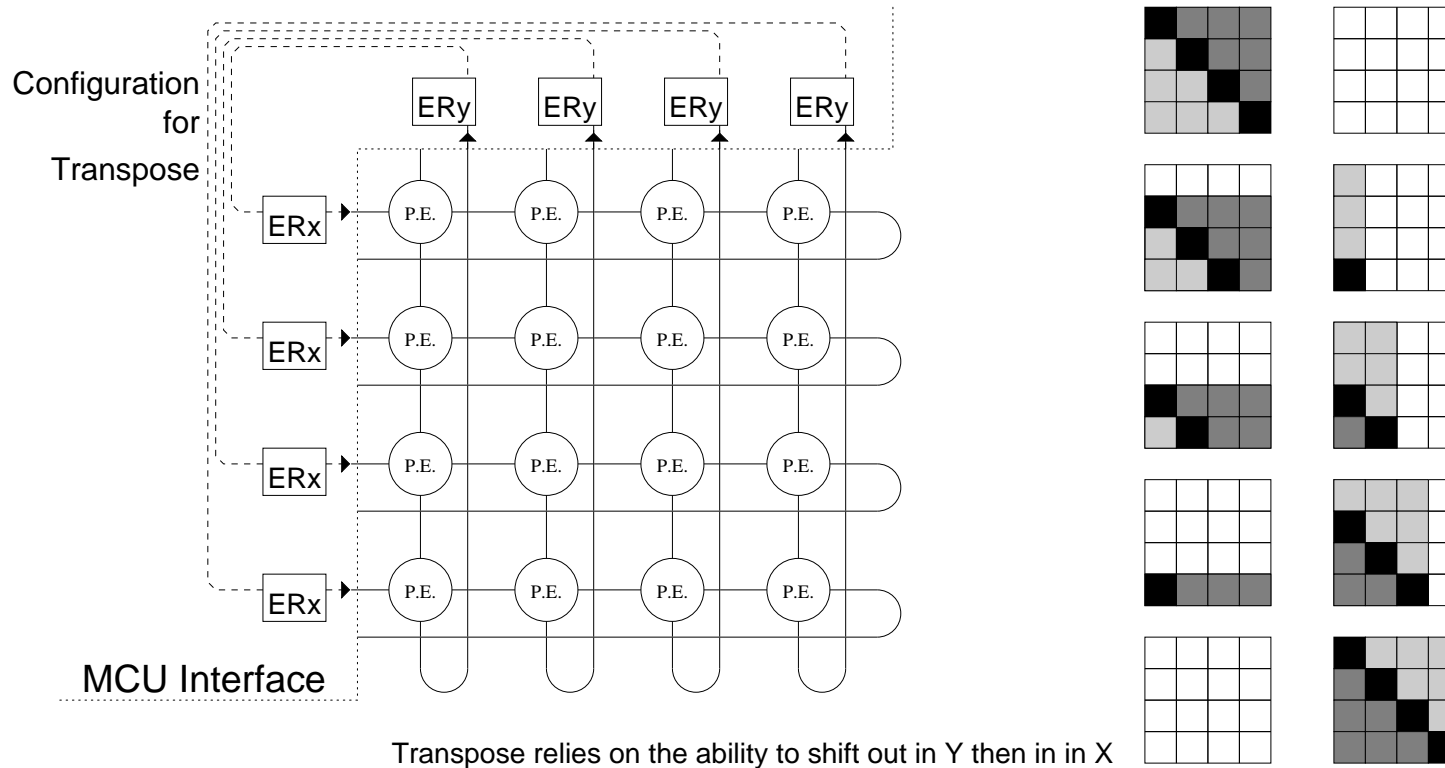 Configuration
for
Transpose
ERy ERy ERy ERy
ERx P.E. P.E. P.E. P.E.
ERx P.E. P.E. P.E. P.E.
ERx P.E. P.E. P.E. P.E.
ERx P.E. P.E. P.E. P.E.
MCU Interface
Transpose relies on the ability to shift out in Y then in in X